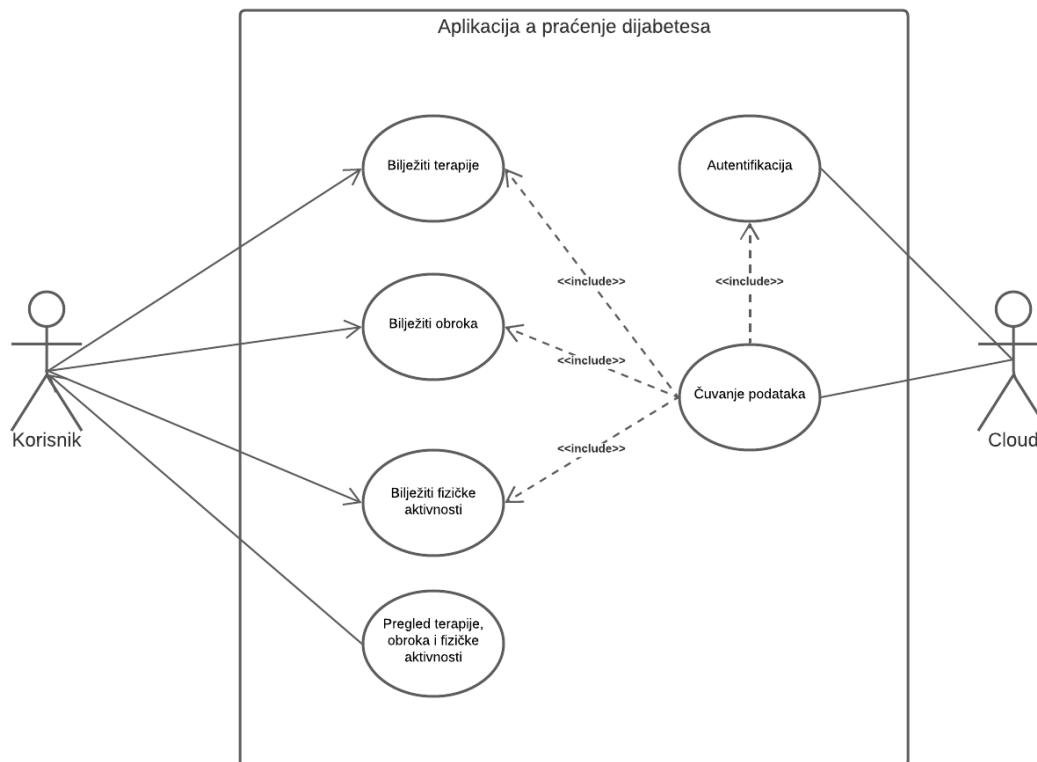 Aplikacija a praćenje dijabetesa
Bilježiti terapije
Autentifikacija
<<include>>
<<include>>
Bilježiti obroka
<<include>>
Čuvanje podataka
Korisnik
Cloud
<<include>>
Bilježiti fizičke
aktivnosti
Pregled terapije,
obroka i fizičke
aktivnosti